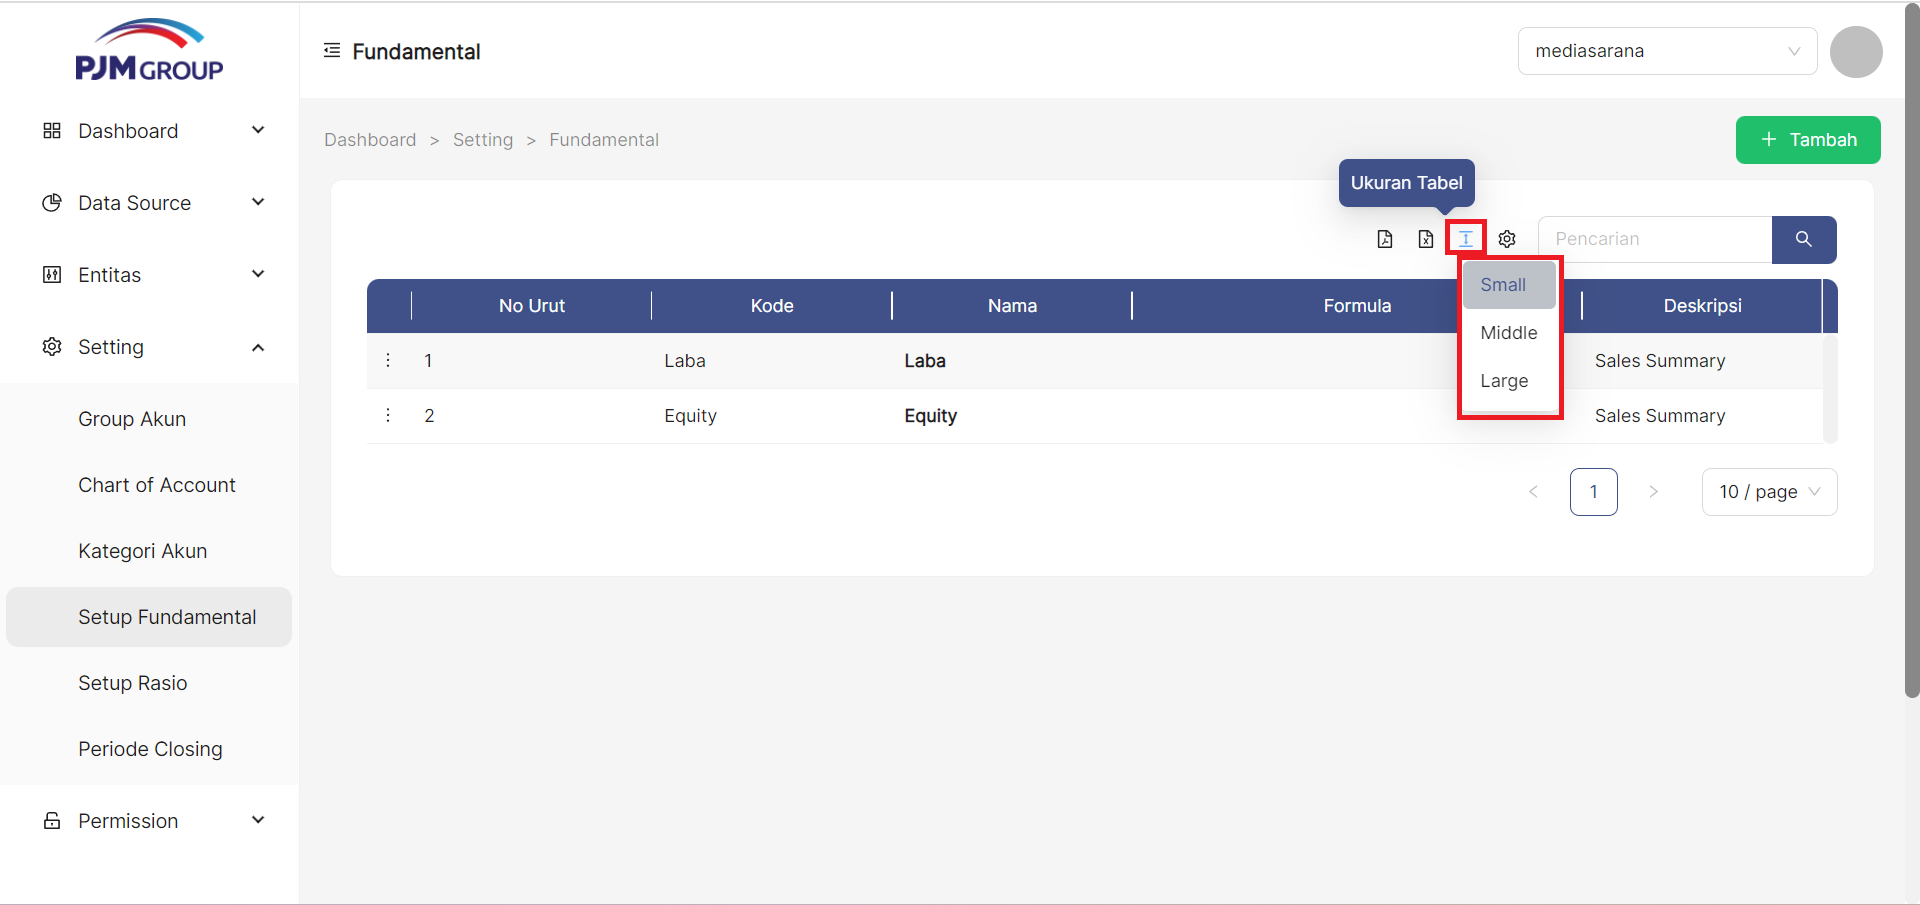 PJM GROUP
Fundamental
mediasarana
Dashboard
Data Source
Entitas
Setting
Group Akun
Chart of Account
Kategori Akun
Setup Fundamental
Setup Rasio
Periode Closing
Permission
Dashboard > Setting > Fundamental
+ Tambah
Ukuran Tabel
Pencarian
Small
Middle
Large
No Urut Kode Nama Formula Deskripsi
1 Laba Laba Sales Summary
2 Equity Equity Sales Summary
< 1 > 10 / page